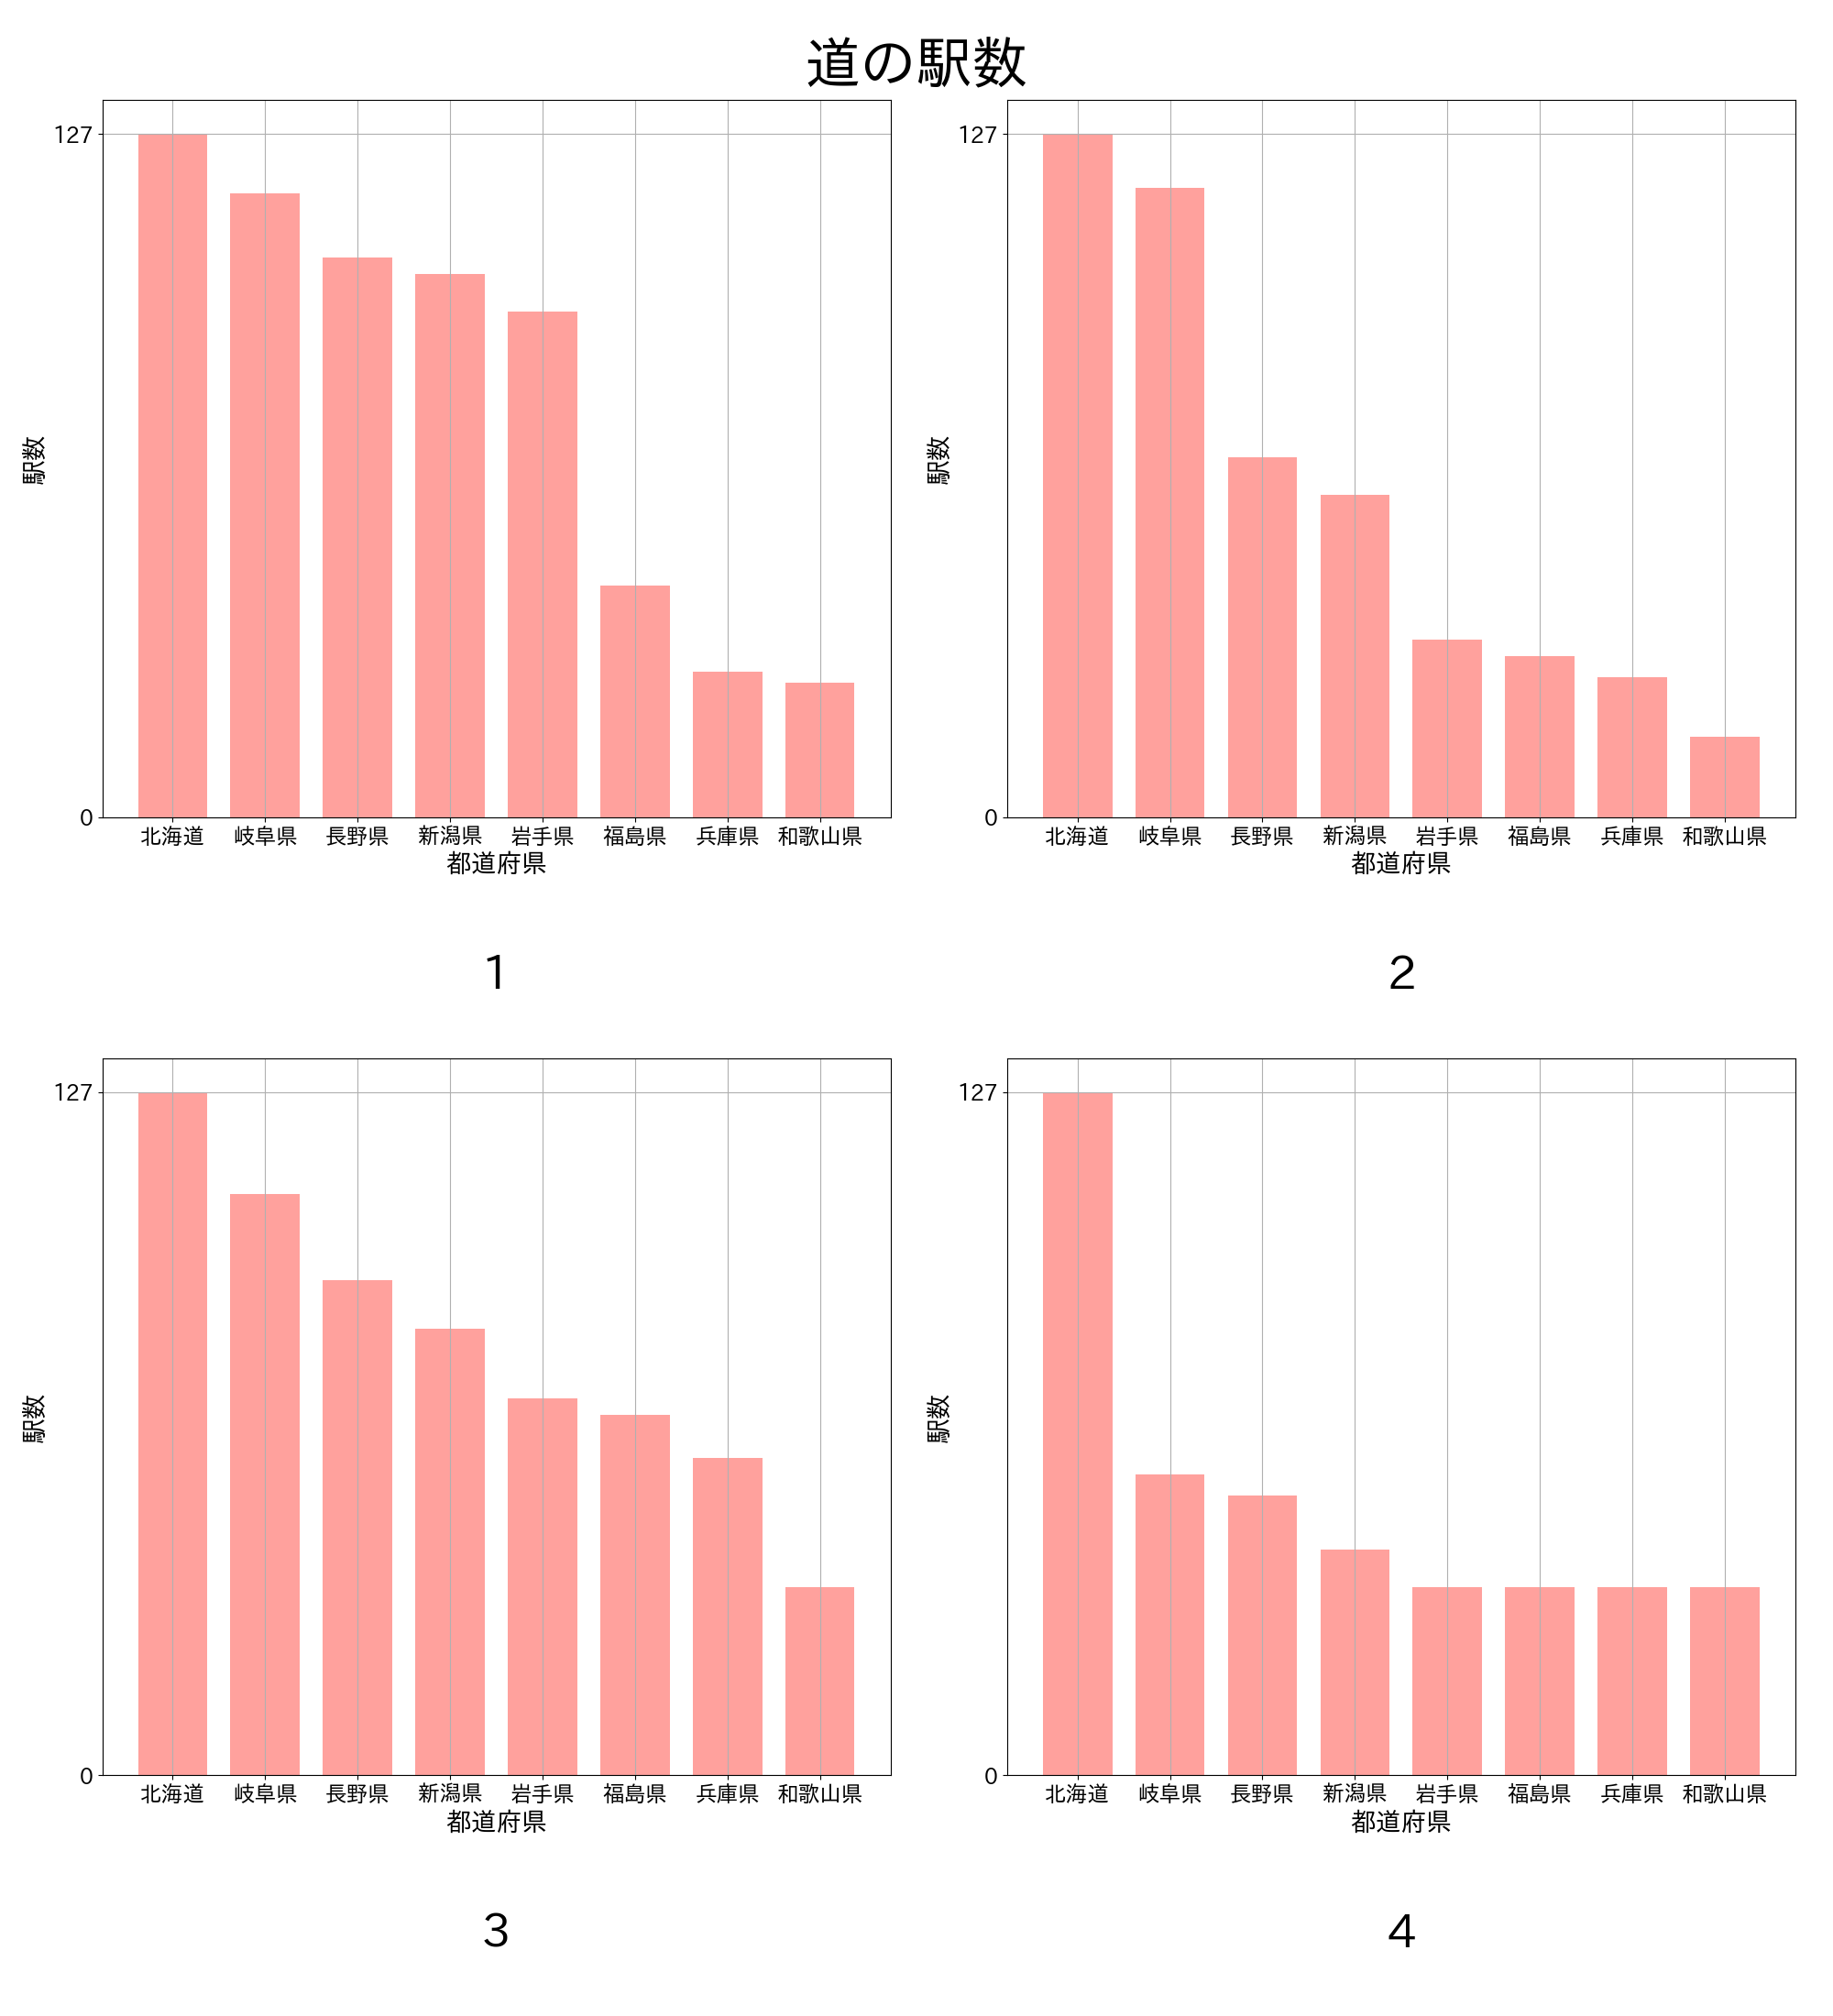 道の駅数
127
0
駅数
北海道 岐阜県 長野県 新潟県 岩手県 福島県 兵庫県 和歌山県
都道府県
1
127
0
駅数
北海道 岐阜県 長野県 新潟県 岩手県 福島県 兵庫県 和歌山県
都道府県
2
127
0
駅数
北海道 岐阜県 長野県 新潟県 岩手県 福島県 兵庫県 和歌山県
都道府県
3
127
0
駅数
北海道 岐阜県 長野県 新潟県 岩手県 福島県 兵庫県 和歌山県
都道府県
4